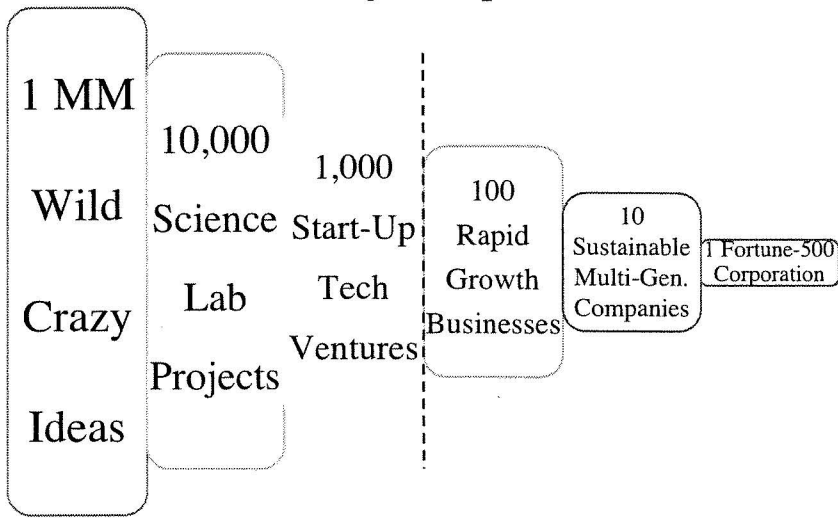 1 MM
Wild
Crazy
Ideas
10,000
Science
Lab
Projects
1,000
Start-Up
Tech
Ventures
100
Rapid
Growth
Businesses
10
Sustainable
Multi-Gen.
Companies
1 Fortune-500
Corporation